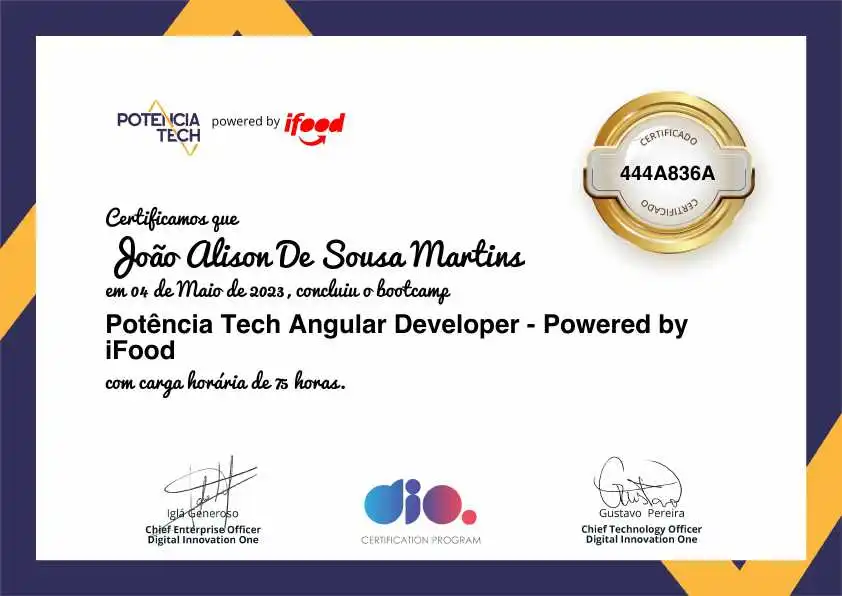 POTÊNCIA
TECH
powered by ifood
CERTIFICADO
444A836A
CERTIFICADO
Certificamos que
João Alison De Sousa Martins
em 04 de Maio de 2023, concluiu o bootcamp
Potência Tech Angular Developer - Powered by
iFood
com carga horária de 75 horas.
Iglá Generoso
Chief Enterprise Officer
Digital Innovation One
dio.
CERTIFICATION PROGRAM
Gustavo Pereira
Chief Technology Officer
Digital Innovation One